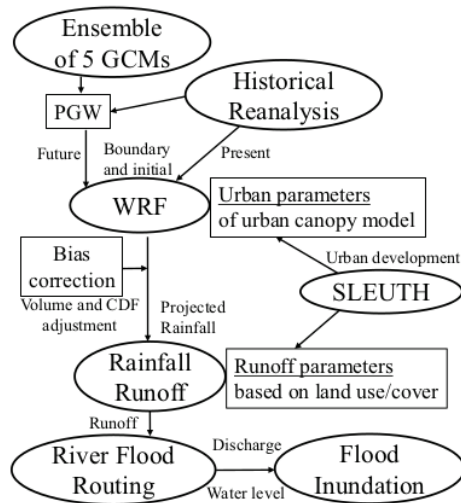 Ensemble
of 5 GCMs
Historical
Reanalysis
PGW
Future
Boundary
and initial
Present
WRF
Urban parameters
of urban canopy model
Bias
correction
Urban development
SLEUTH
Volume and CDF
adjustment
Projected
Rainfall
Rainfall
Runoff
Runoff parameters
based on land use/cover
Runoff
River Flood
Routing
Discharge
Water level
Flood
Inundation